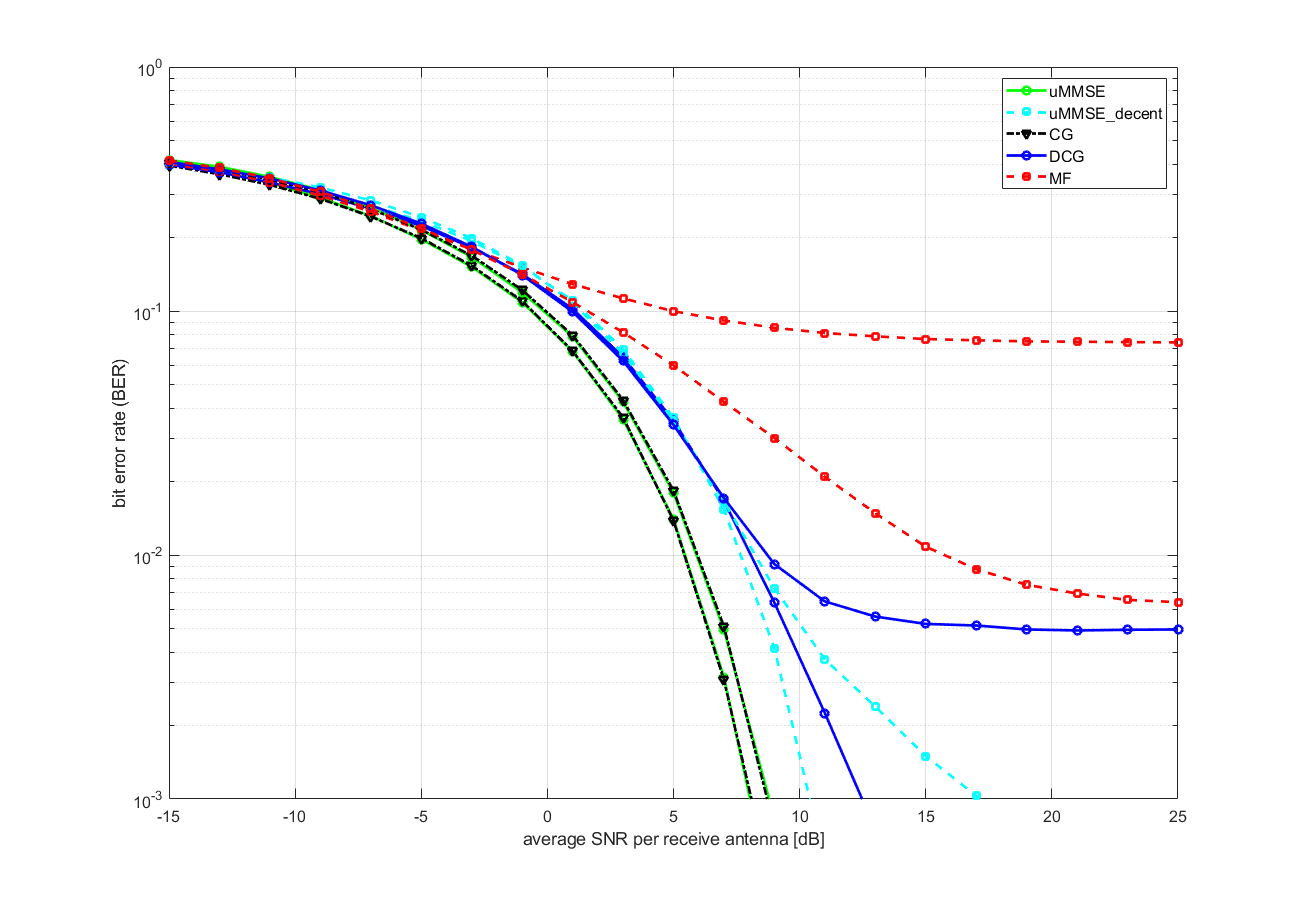 10^0
10^-1
10^-2
10^-3
bit error rate (BER)
uMMSE
uMMSE_decent
CG
DCG
MF
-15 -10 -5 0 5 10 15 20 25
average SNR per receive antenna [dB]